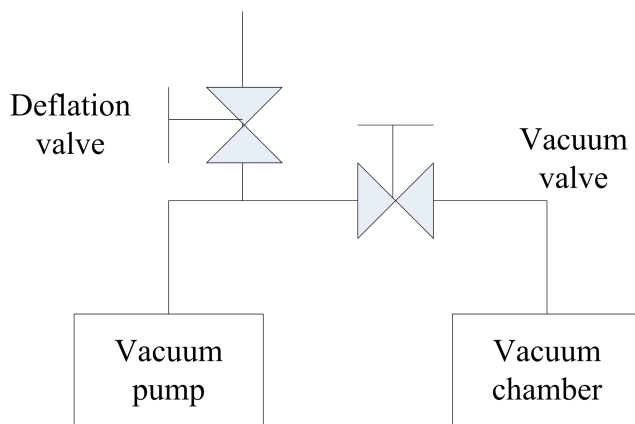 Deflation
valve
Vacuum
valve
Vacuum
pump
Vacuum
chamber